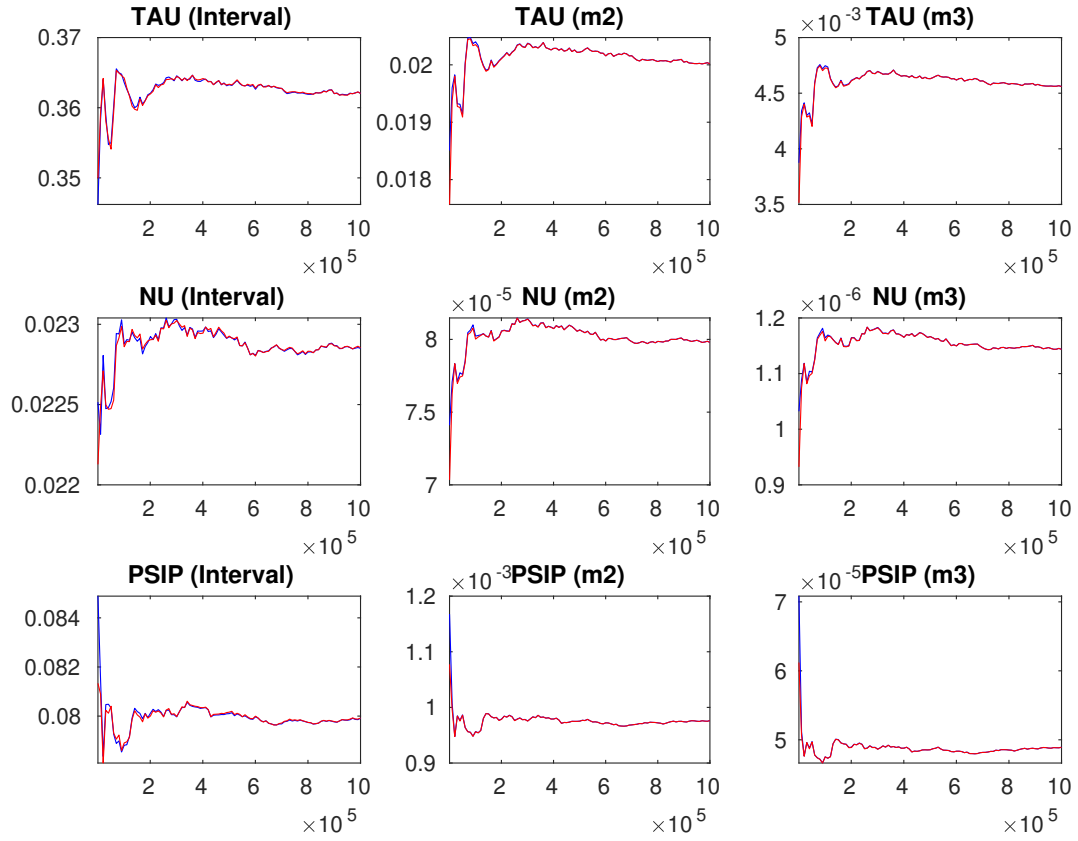 TAU (Interval)
0.37
0.36
0.35
2 4 6 8 10
×10 5
TAU (m2)
0.02
0.019
0.018
2 4 6 8 10
×10 5
×10 -3 TAU (m3)
5
4.5
4
3.5
2 4 6 8 10
×10 5
NU (Interval)
0.023
0.0225
0.022
2 4 6 8 10
×10 5
×10 -5 NU (m2)
8
7.5
7
2 4 6 8 10
×10 5
×10 -6 NU (m3)
1.2
1.1
1
0.9
2 4 6 8 10
×10 5
PSIP (Interval)
0.084
0.082
0.08
2 4 6 8 10
×10 5
×10 -3 PSIP (m2)
1.2
1.1
1
0.9
2 4 6 8 10
×10 5
×10 -5 PSIP (m3)
7
6
5
2 4 6 8 10
×10 5